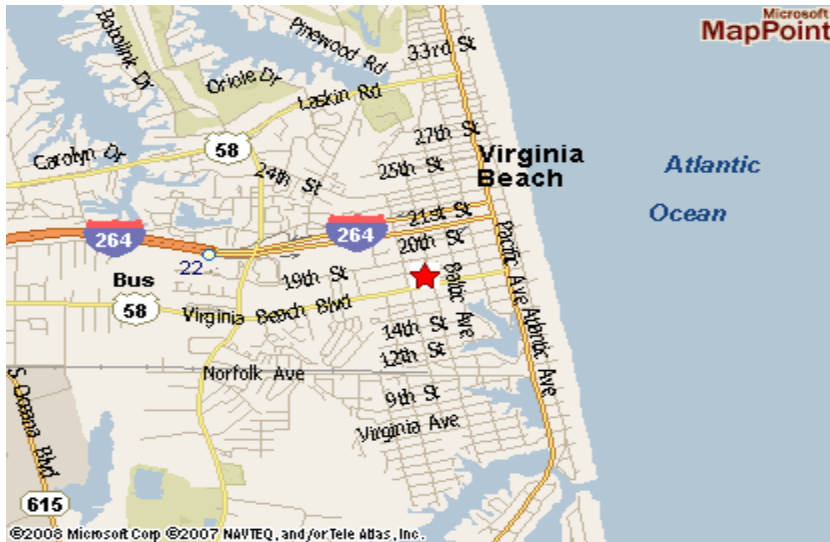 Microsoft
MapPoint
Bobolink Dr
Pinewood Rd
33rd St
Oriole Dr
Laskin Rd
27th St
58
Carolyn Dr
24th St
25th St
Virginia
Beach
Atlantic
Ocean
21st St
264
264
20th St
22
19th St
Bus
58
Virginia Beach Blvd
Baltic Ave
Pacific Ave
Atlantic Ave
14th St
12th St
Norfolk Ave
9th St
Virginia Ave
S Oceana Blvd
615
©2008 Microsoft Corp ©2007 NAVTEQ, and/or Tele Atlas, Inc.